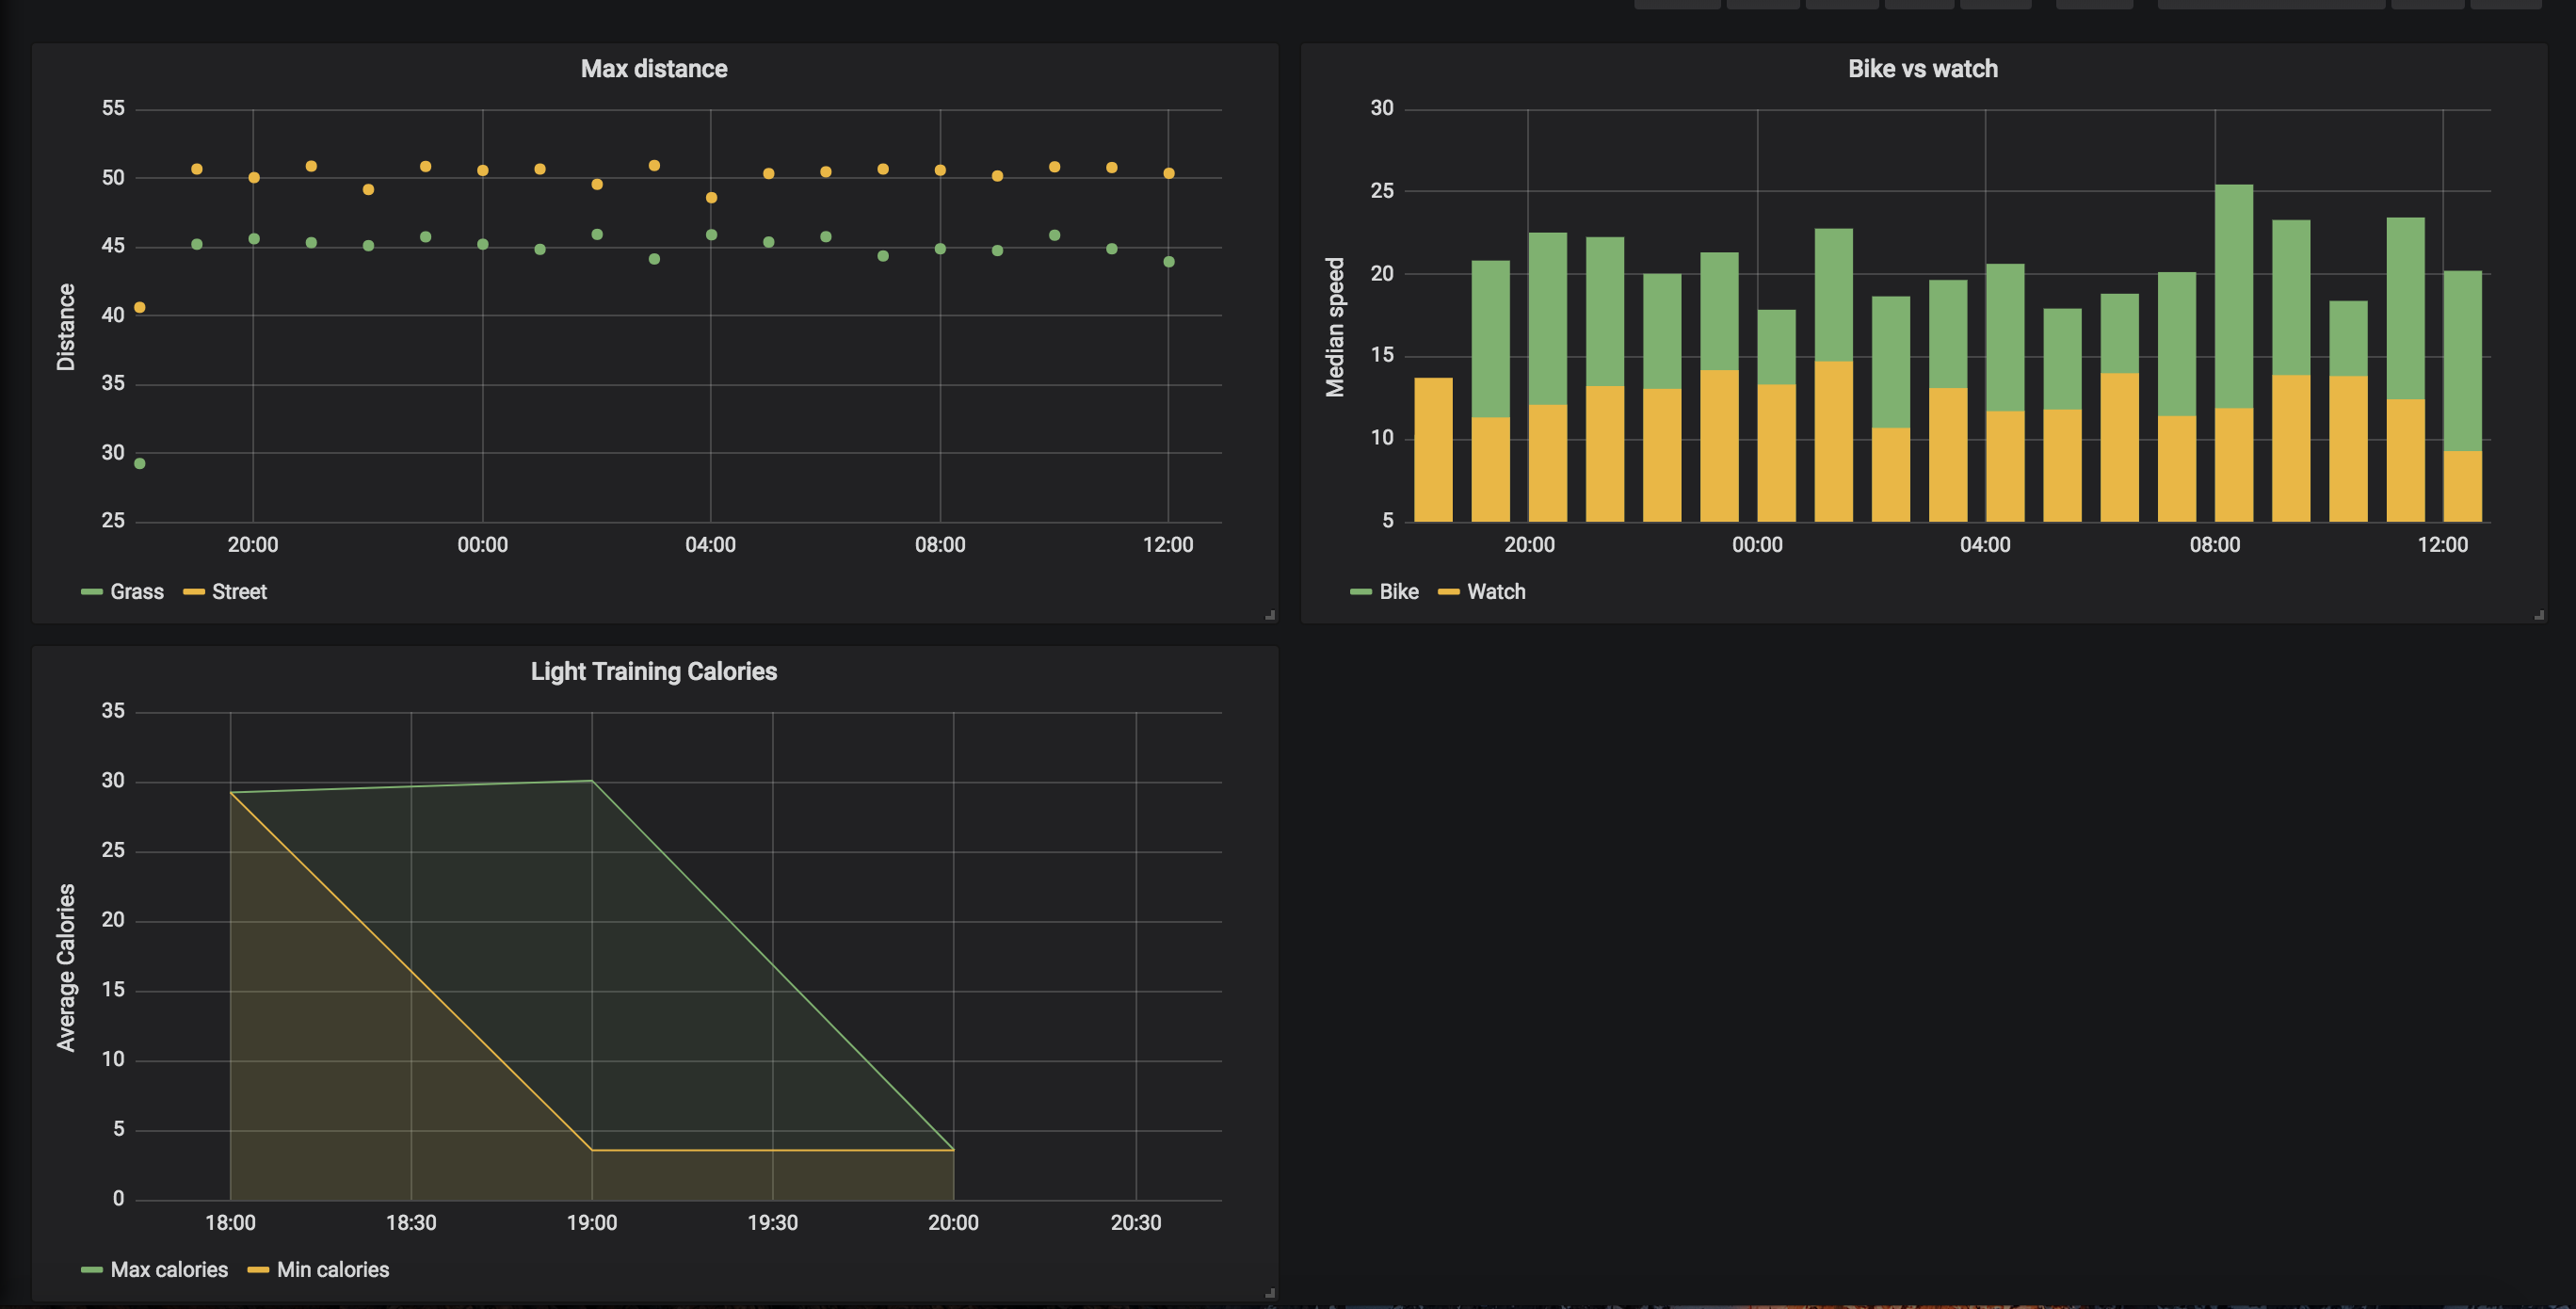 Max distance
55
50
45
40
35
30
25
Distance
20:00 00:00 04:00 08:00 12:00
Grass Street
Bike vs watch
30
25
20
15
10
5
Median speed
20:00 00:00 04:00 08:00 12:00
Bike Watch
Light Training Calories
35
30
25
20
15
10
5
0
Average Calories
18:00 18:30 19:00 19:30 20:00 20:30
Max calories Min calories